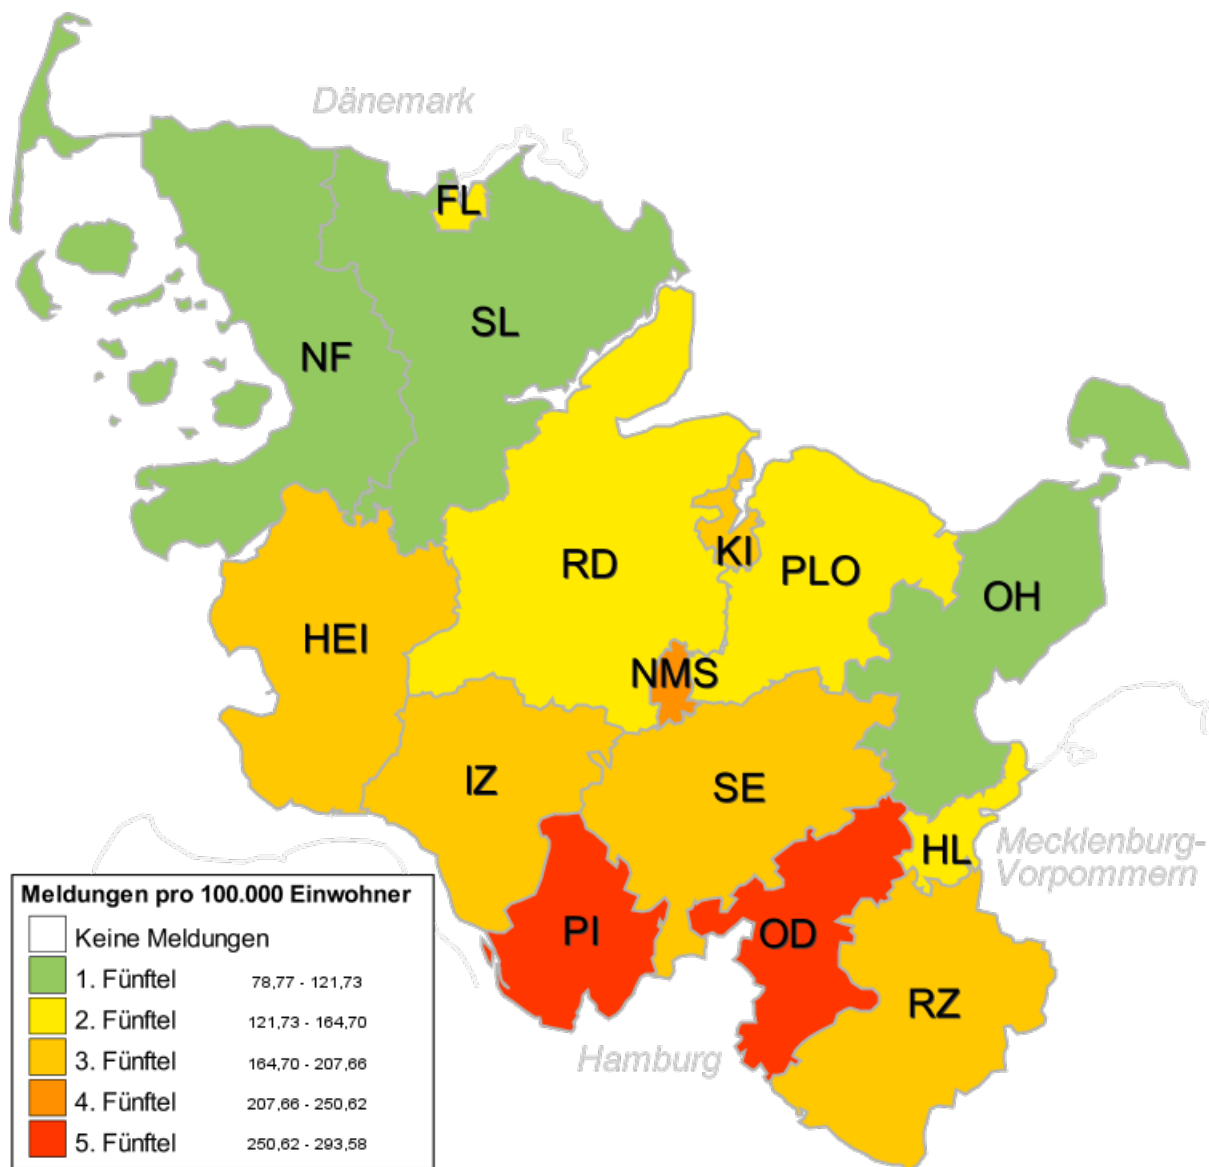 Dänemark
FL
SL
NF
RD
KI
PLO
OH
HEI
NMS
IZ
SE
HL
Mecklenburg-
Vorpommern
PI
OD
RZ
Hamburg
Meldungen pro 100.000 Einwohner
Keine Meldungen
1. Fünftel 78,77 - 121,73
2. Fünftel 121,73 - 164,70
3. Fünftel 164,70 - 207,66
4. Fünftel 207,66 - 250,62
5. Fünftel 250,62 - 293,58